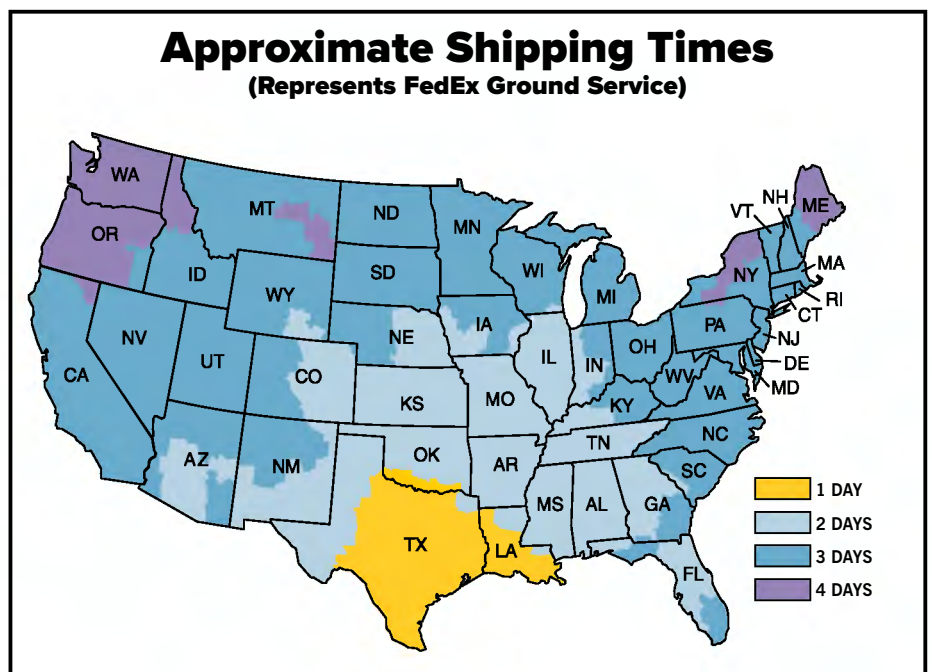 Approximate Shipping Times
(Represents FedEx Ground Service)
WA
OR
MT
ID
ND
MN
SD
WY
WI
MI
NH
VT
ME
NY
MA
RI
CT
NJ
DE
MD
PA
NV
CA
UT
CO
NE
IA
IL
IN
OH
WV
VA
KS
MO
KY
NC
AZ
NM
OK
AR
TN
SC
TX
LA
MS
AL
GA
FL
1 DAY
2 DAYS
3 DAYS
4 DAYS